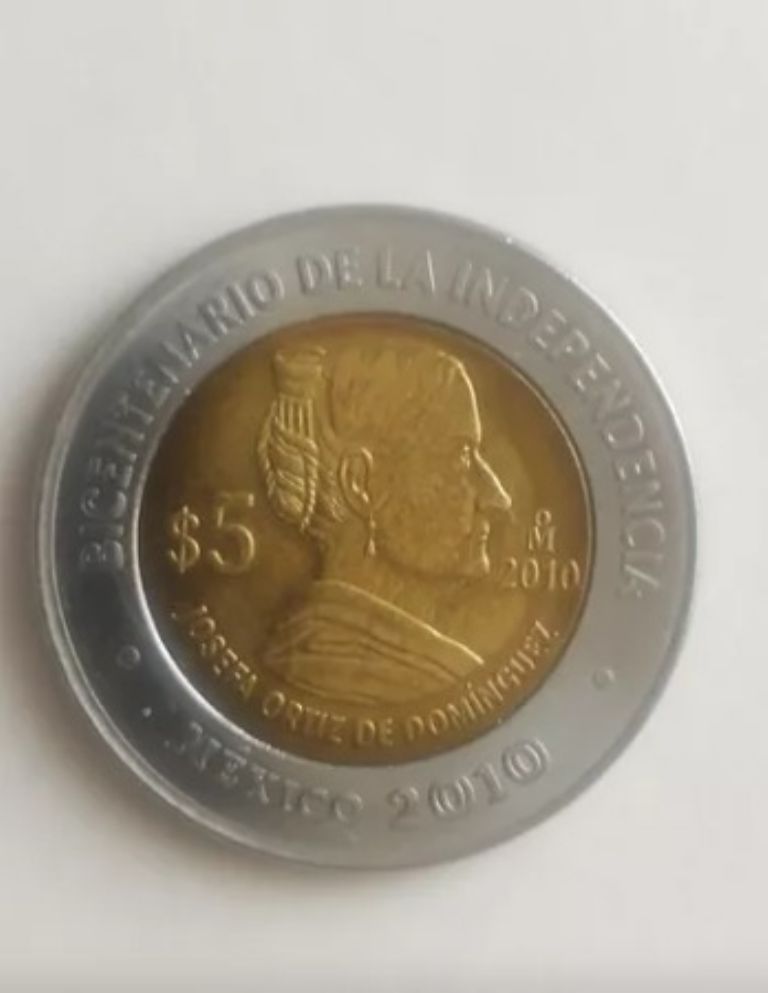 BICENTENARIO DE LA INDEPENDENCIA
$5
M̊
2010
JOSEFA ORTIZ DE DOMÍNGUEZ
MÉXICO 2010